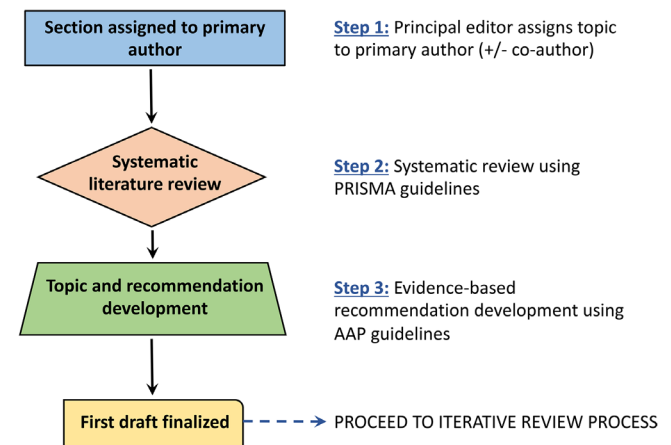 Section assigned to primary
author
Step 1: Principal editor assigns topic
to primary author (+/- co-author)
Systematic
literature review
Step 2: Systematic review using
PRISMA guidelines
Topic and recommendation
development
Step 3: Evidence-based
recommendation development using
AAP guidelines
First draft finalized
PROCEED TO ITERATIVE REVIEW PROCESS